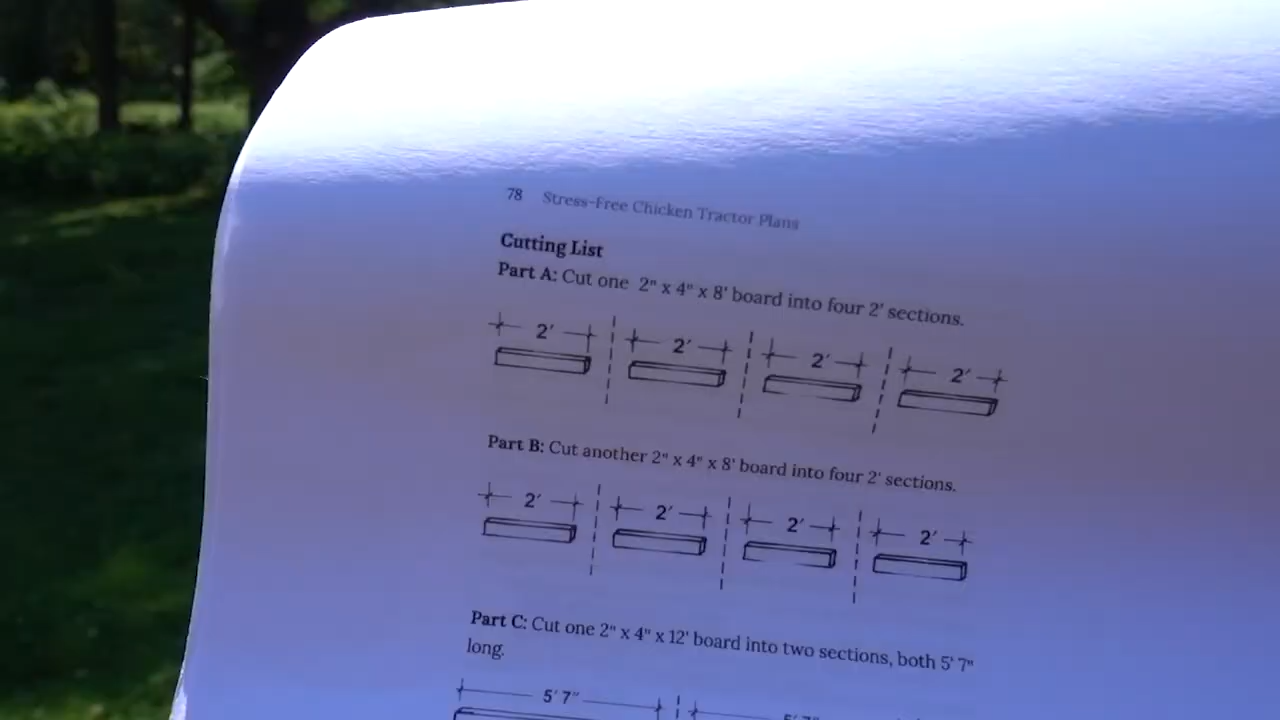 78 Stress-Free Chicken Tractor Plans
Cutting List
Part A: Cut one 2" x 4" x 8' board into four 2' sections.
2' 2' 2' 2'
Part B: Cut another 2" x 4" x 8' board into four 2' sections.
2' 2' 2' 2'
Part C: Cut one 2" x 4" x 12' board into two sections, both 5' 7"
long.
5' 7" 5' 7"